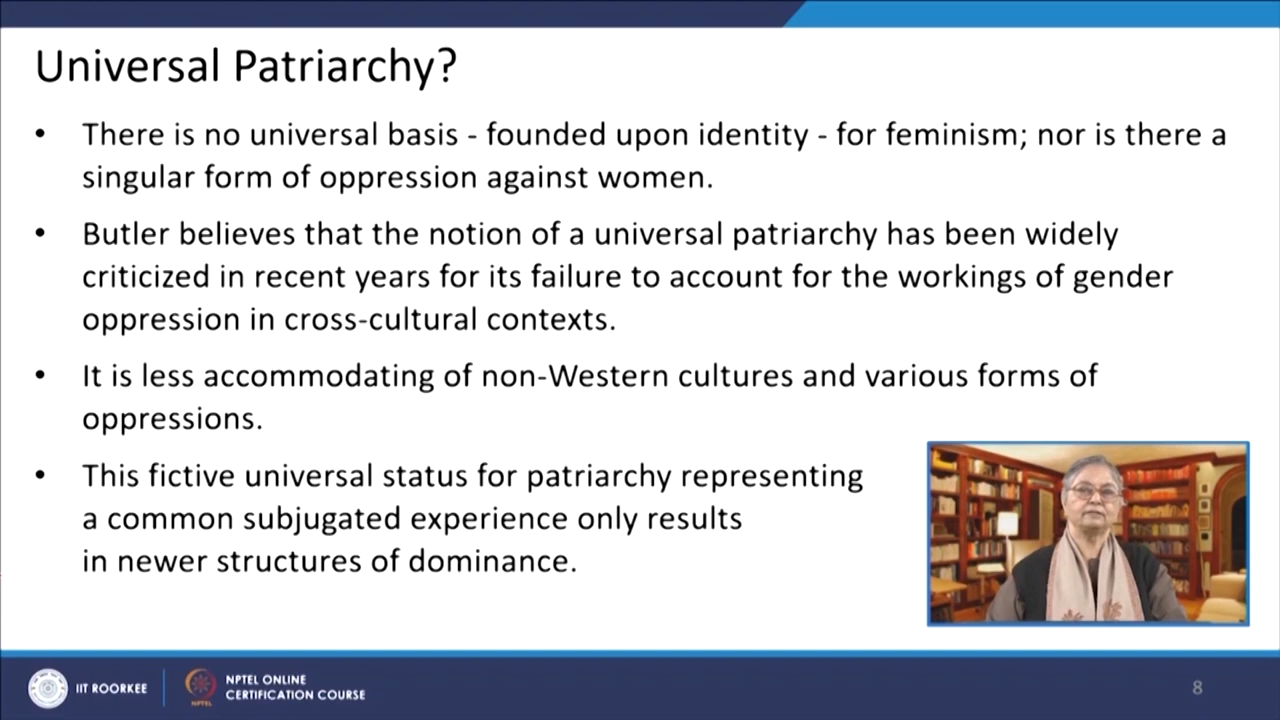 Universal Patriarchy?
• There is no universal basis - founded upon identity - for feminism; nor is there a
singular form of oppression against women.
• Butler believes that the notion of a universal patriarchy has been widely
criticized in recent years for its failure to account for the workings of gender
oppression in cross-cultural contexts.
• It is less accommodating of non-Western cultures and various forms of
oppressions.
• This fictive universal status for patriarchy representing
a common subjugated experience only results
in newer structures of dominance.
IIT ROORKEE
NPTEL
NPTEL ONLINE
CERTIFICATION COURSE
8